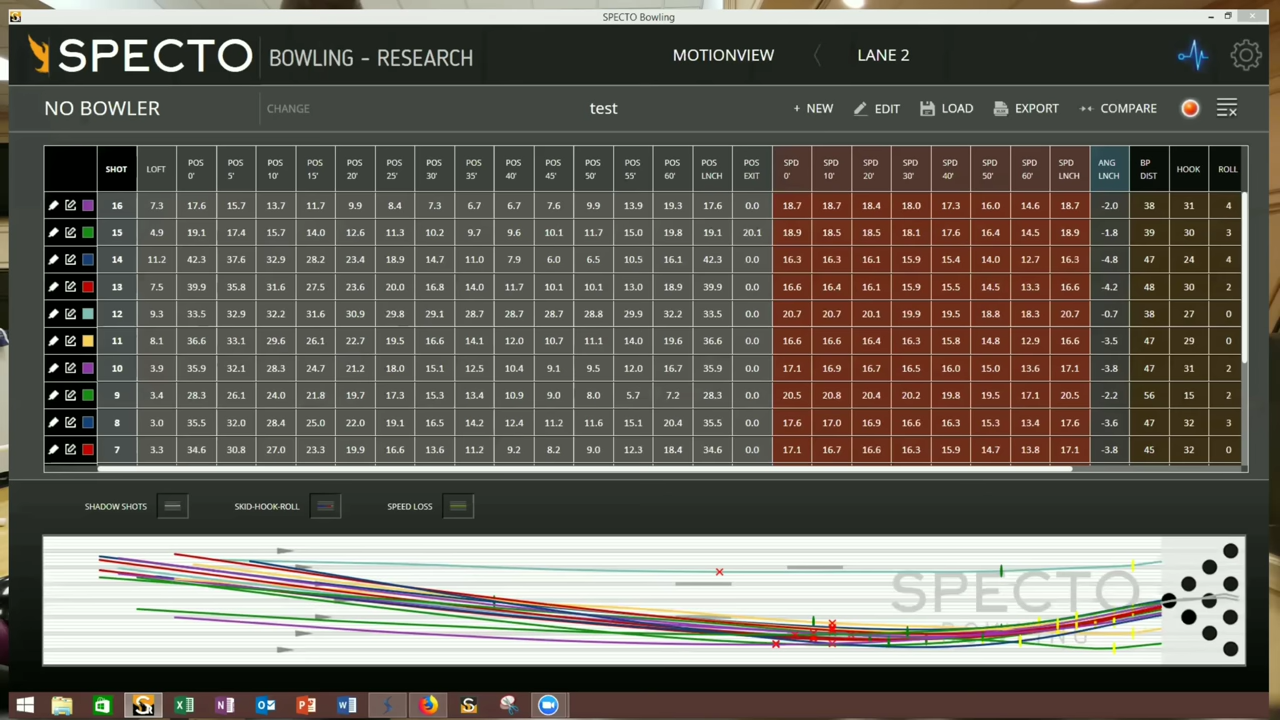 SPECTO Bowling
SPECTO BOWLING - RESEARCH MOTIONVIEW LANE 2
NO BOWLER CHANGE test + NEW EDIT LOAD EXPORT COMPARE
SHOT LOFT POS 0' POS 5' POS 10' POS 15' POS 20' POS 25' POS 30' POS 35' POS 40' POS 45' POS 50' POS 55' POS 60' POS LNCH POS EXIT SPD 0' SPD 10' SPD 20' SPD 30' SPD 40' SPD 50' SPD 60' SPD LNCH ANG LNCH BP DIST HOOK ROLL
16 7.3 17.6 15.7 13.7 11.7 9.9 8.4 7.3 6.7 6.7 7.6 9.9 13.9 19.3 17.6 0.0 18.7 18.7 18.4 18.0 17.3 16.0 14.6 18.7 -2.0 38 31 4
15 4.9 19.1 17.4 15.7 14.0 12.6 11.3 10.2 9.7 9.6 10.1 11.7 15.0 19.8 19.1 20.1 18.9 18.5 18.5 18.1 17.6 16.4 14.5 18.9 -1.8 39 30 3
14 11.2 42.3 37.6 32.9 28.2 23.4 18.9 14.7 11.0 7.9 6.0 6.5 10.5 16.1 42.3 0.0 16.3 16.3 16.1 15.9 15.4 14.0 12.7 16.3 -4.8 47 24 4
13 7.5 39.9 35.8 31.6 27.5 23.6 20.0 16.8 14.0 11.7 10.1 10.1 13.0 18.9 39.9 0.0 16.6 16.4 16.1 15.9 15.5 14.5 13.3 16.6 -4.2 48 30 2
12 9.3 33.5 32.9 32.2 31.6 30.9 29.8 29.1 28.7 28.7 28.7 28.8 29.9 32.2 33.5 0.0 20.7 20.7 20.1 19.9 19.5 18.8 18.3 20.7 -0.7 38 27 0
11 8.1 36.6 33.1 29.6 26.1 22.7 19.5 16.6 14.1 12.0 10.7 11.1 14.0 19.6 36.6 0.0 16.6 16.6 16.4 16.3 15.8 14.8 12.9 16.6 -3.5 47 29 0
10 3.9 35.9 32.1 28.3 24.7 21.2 18.0 15.1 12.5 10.4 9.1 9.5 12.0 16.7 35.9 0.0 17.1 16.9 16.7 16.5 16.0 15.0 13.6 17.1 -3.8 47 31 2
9 3.4 28.3 26.1 24.0 21.8 19.7 17.3 15.3 13.4 10.9 9.0 8.0 5.7 7.2 28.3 0.0 20.5 20.8 20.4 20.2 19.8 19.5 17.1 20.5 -2.2 56 15 2
8 3.0 35.5 32.0 28.4 25.0 22.0 19.1 16.5 14.2 12.4 11.2 11.6 15.1 20.4 35.5 0.0 17.6 17.0 16.9 16.6 16.3 15.3 13.4 17.6 -3.6 47 32 3
7 3.3 34.6 30.8 27.0 23.3 19.9 16.6 13.6 11.2 9.2 8.2 9.0 12.3 18.4 34.6 0.0 17.1 16.7 16.6 16.4 15.9 14.7 13.8 17.1 -3.8 45 32 0
SHADOW SHOTS SKID-HOOK-ROLL SPEED LOSS
SPECTO
BOWLING